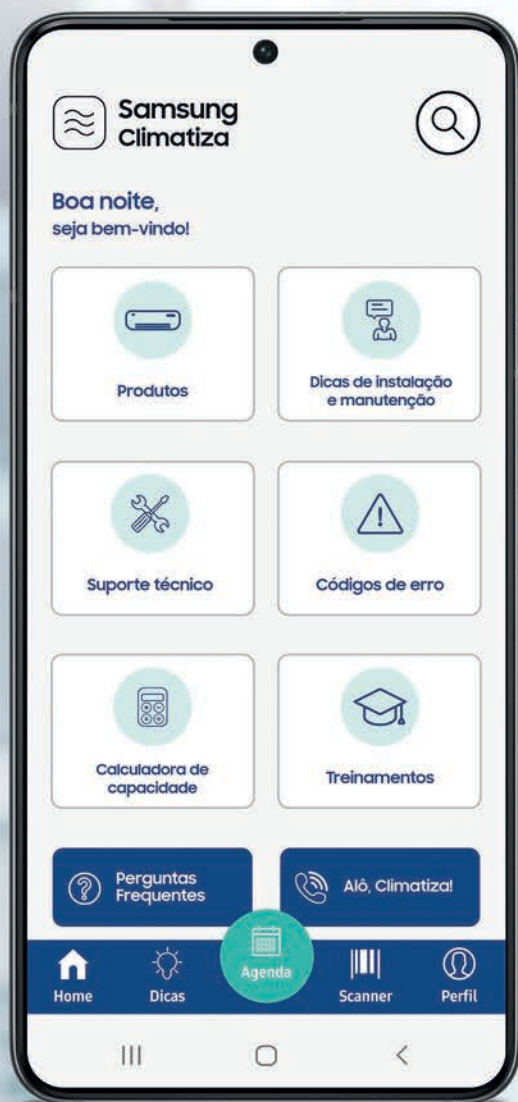 Samsung
Climatiza
Boa noite,
seja bem-vindo!
Produtos
Dicas de instalação
e manutenção
Suporte técnico
Códigos de erro
Calculadora de
capacidade
Treinamentos
Perguntas
Frequentes
Alô, Climatiza!
Home
Dicas
Agenda
Scanner
Perfil